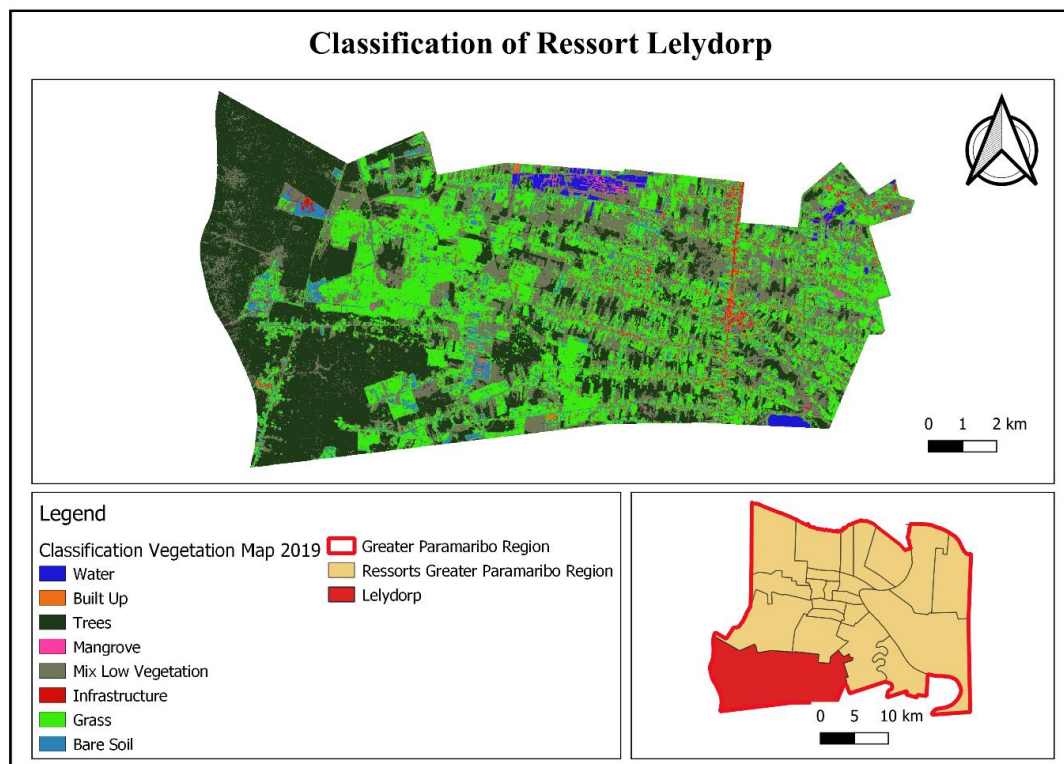 Classification of Ressort Lelydorp
0 1 2 km
Legend
Classification Vegetation Map 2019
Water
Built Up
Trees
Mangrove
Mix Low Vegetation
Infrastructure
Grass
Bare Soil
Greater Paramaribo Region
Ressorts Greater Paramaribo Region
Lelydorp
0 5 10 km